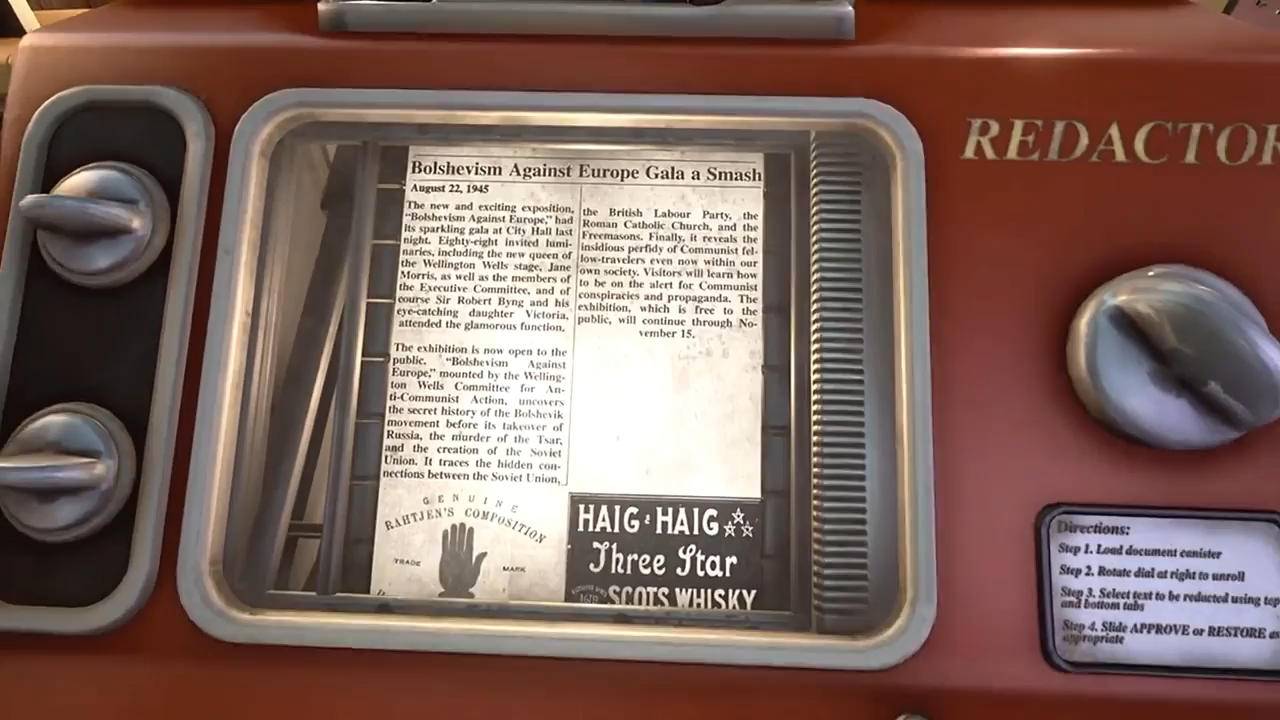 REDACTOR
Bolshevism Against Europe Gala a Smash
August 22, 1945
The new and exciting exposition,
"Bolshevism Against Europe," had
its sparkling gala at City Hall last
night. Eighty-eight invited lumi-
naries, including the new queen of
the Wellington Wells stage, Jane
Morris, as well as the members of
the Executive Committee, and of
course Sir Robert Byng and his
eye-catching daughter Victoria,
attended the glamorous function.
The exhibition is now open to the
public. "Bolshevism Against
Europe," mounted by the Welling-
ton Wells Committee for An-
ti-Communist Action, uncovers
the secret history of the Bolshevik
movement before its takeover of
Russia, the murder of the Tsar,
and the creation of the Soviet
Union. It traces the hidden con-
nections between the Soviet Union,
the British Labour Party, the
Roman Catholic Church, and the
Freemasons. Finally, it reveals the
insidious perfidy of Communist fel-
low-travelers even now within our
own society. Visitors will learn how
to be on the alert for Communist
conspiracies and propaganda. The
exhibition, which is free to the
public, will continue through No-
vember 15.
GENUINE
RAHTJEN'S COMPOSITION
TRADE MARK
HAIG & HAIG
Three Star
SCOTS WHISKY
Directions:
Step 1. Load document canister
Step 2. Rotate dial at right to unroll
Step 3. Select text to be redacted using top
and bottom tabs
Step 4. Slide APPROVE or RESTORE as
appropriate